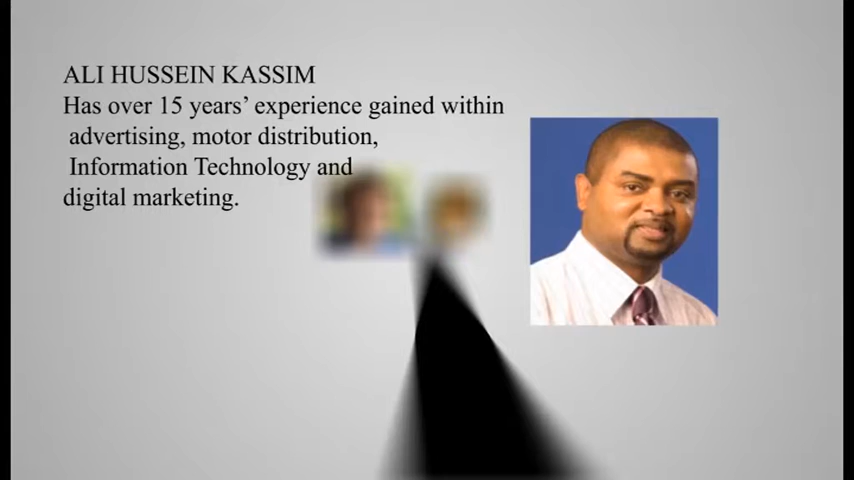 ALI HUSSEIN KASSIM
Has over 15 years’ experience gained within
advertising, motor distribution,
Information Technology and
digital marketing.